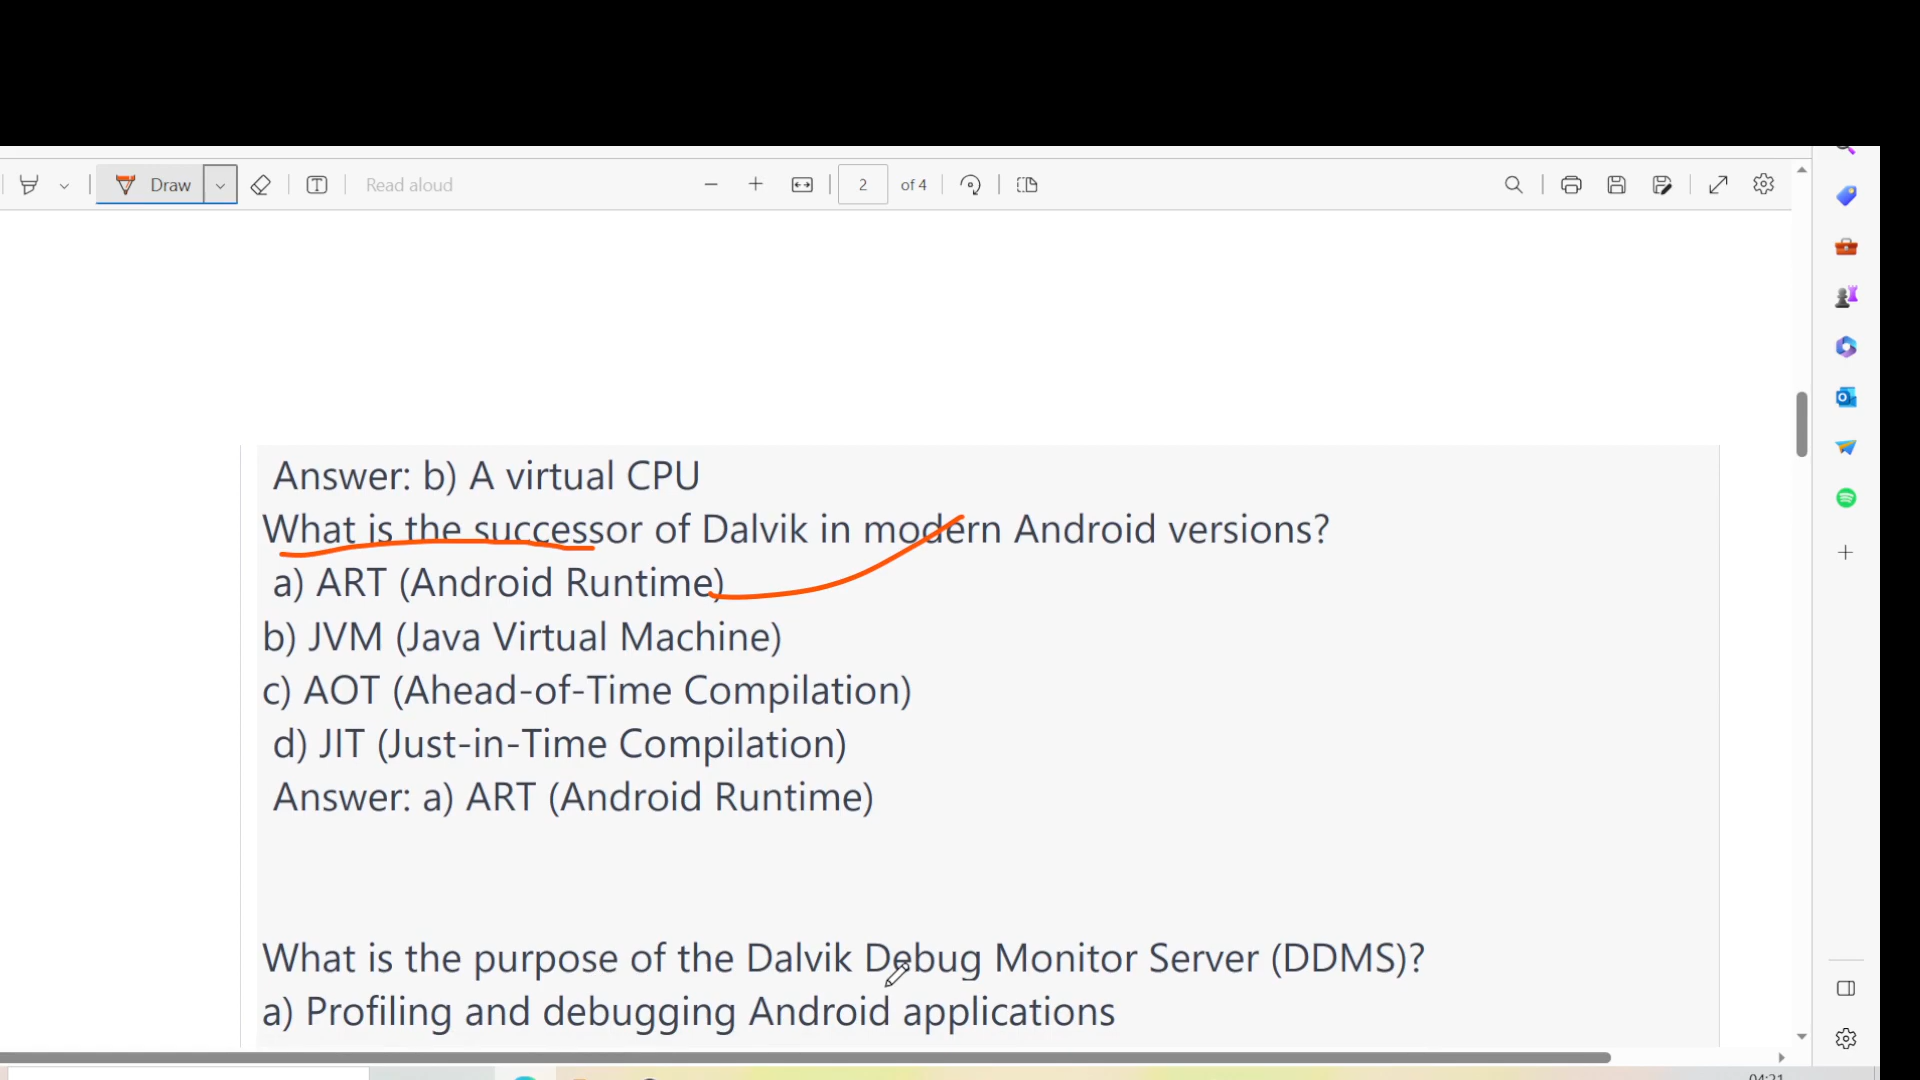 Draw
Read aloud
2
of 4
Answer: b) A virtual CPU
What is the successor of Dalvik in modern Android versions?
a) ART (Android Runtime)
b) JVM (Java Virtual Machine)
c) AOT (Ahead-of-Time Compilation)
d) JIT (Just-in-Time Compilation)
Answer: a) ART (Android Runtime)
What is the purpose of the Dalvik Debug Monitor Server (DDMS)?
a) Profiling and debugging Android applications